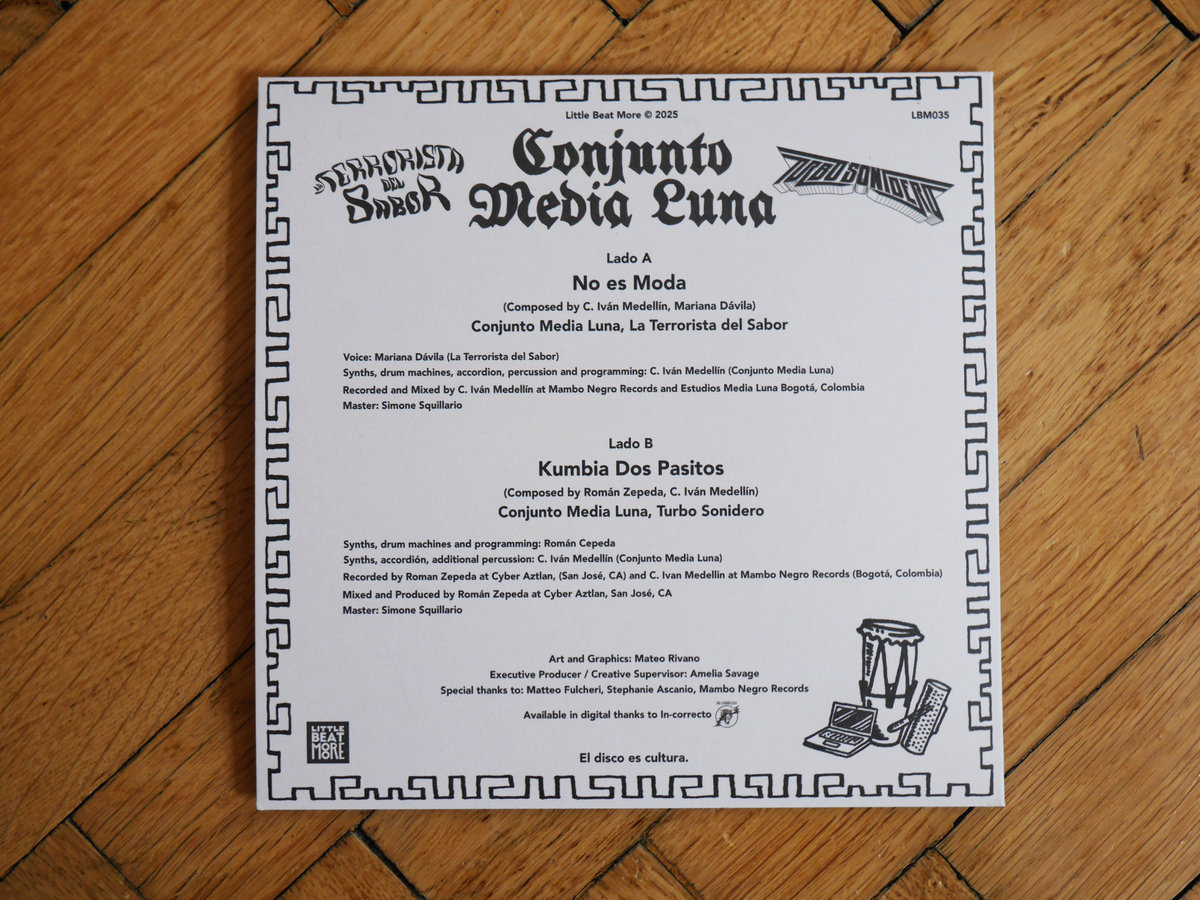 Little Beat More © 2025
LBM035
LA TERRORISTA
DEL
SABOR
Conjunto
Media Luna
TURBO SONIDERO
Lado A
No es Moda
(Composed by C. Iván Medellín, Mariana Dávila)
Conjunto Media Luna, La Terrorista del Sabor
Voice: Mariana Dávila (La Terrorista del Sabor)
Synths, drum machines, accordion, percussion and programming: C. Iván Medellín (Conjunto Media Luna)
Recorded and Mixed by C. Iván Medellín at Mambo Negro Records and Estudios Media Luna Bogotá, Colombia
Master: Simone Squillario
Lado B
Kumbia Dos Pasitos
(Composed by Román Zepeda, C. Iván Medellín)
Conjunto Media Luna, Turbo Sonidero
Synths, drum machines and programming: Román Cepeda
Synths, accordión, additional percussion: C. Iván Medellín (Conjunto Media Luna)
Recorded by Roman Zepeda at Cyber Aztlan, (San José, CA) and C. Ivan Medellin at Mambo Negro Records (Bogotá, Colombia)
Mixed and Produced by Román Zepeda at Cyber Aztlan, San José, CA
Master: Simone Squillario
Art and Graphics: Mateo Rivano
Executive Producer / Creative Supervisor: Amelia Savage
Special thanks to: Matteo Fulcheri, Stephanie Ascanio, Mambo Negro Records
Available in digital thanks to In-correcto
LITTLE
BEAT
MORE
El disco es cultura.